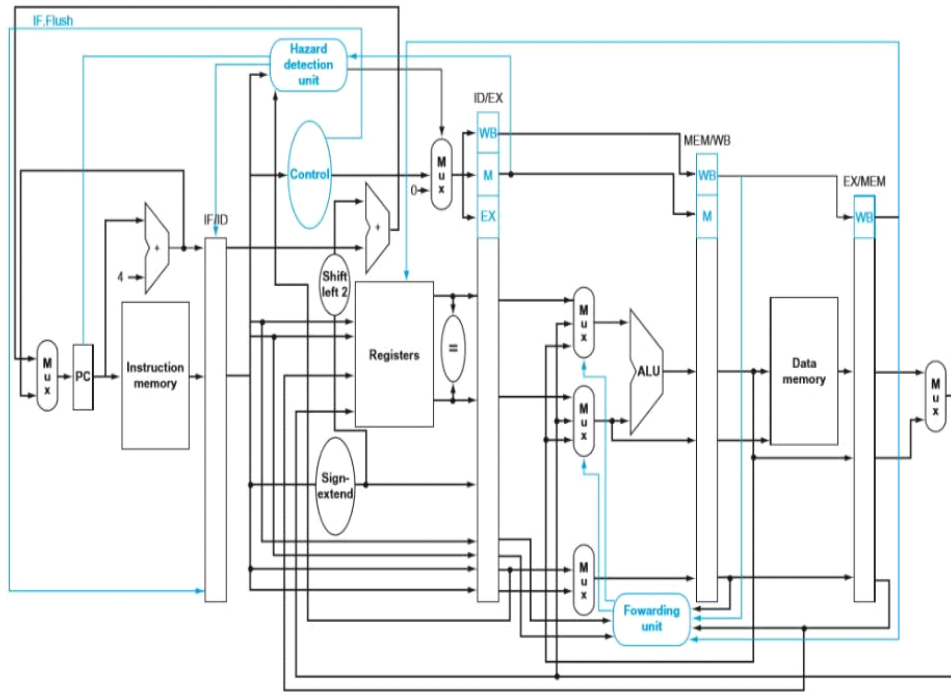 IF.Flush
Hazard
detection
unit
ID/EX
WB
M
EX
MEM/WB
WB
M
EX/MEM
WB
Control
M
u
x
0
IF/ID
+
4
+
Shift
left 2
M
u
x
PC
Instruction
memory
Registers
=
M
u
x
M
u
x
ALU
Data
memory
M
u
x
Sign-
extend
M
u
x
Fowarding
unit